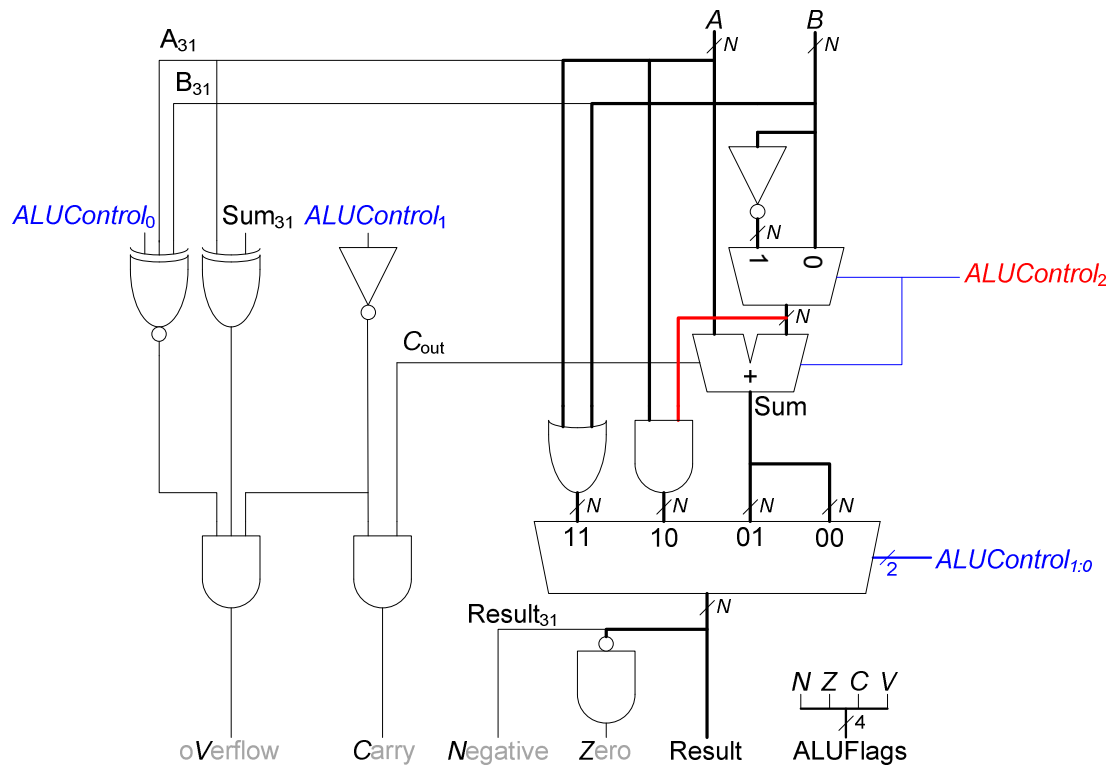 A B
N N
A31
B31
ALUControl0 Sum31 ALUControl1
N
1 0
ALUControl2
N
Cout
+
Sum
N N N N
11 10 01 00
2 ALUControl1:0
N
Result31
N Z C V
4
oVerflow Carry Negative Zero Result ALUFlags